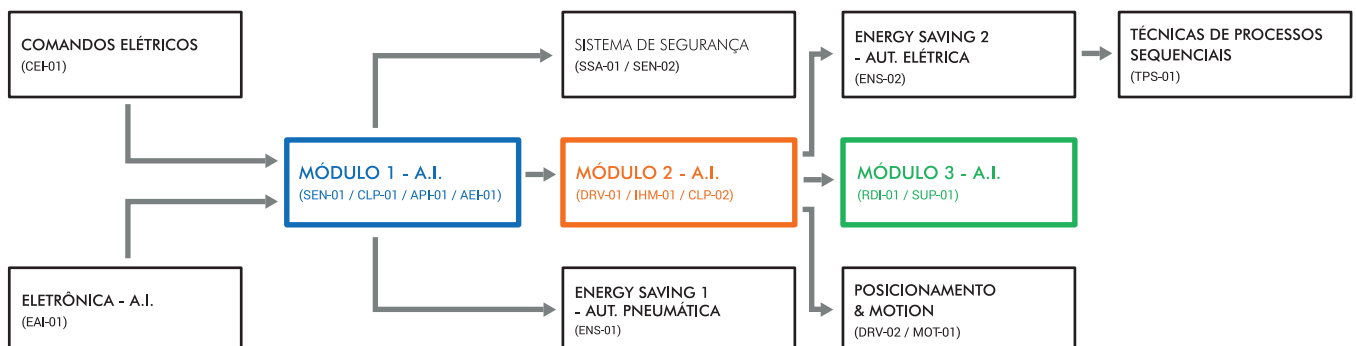 COMANDOS ELÉTRICOS
(CEI-01)
SISTEMA DE SEGURANÇA
(SSA-01 / SEN-02)
ENERGY SAVING 2
- AUT. ELÉTRICA
(ENS-02)
TÉCNICAS DE PROCESSOS
SEQUENCIAIS
(TPS-01)
MÓDULO 1 - A.I.
(SEN-01 / CLP-01 / API-01 / AEI-01)
MÓDULO 2 - A.I.
(DRV-01 / IHM-01 / CLP-02)
MÓDULO 3 - A.I.
(RDI-01 / SUP-01)
ELETRÔNICA - A.I.
(EAI-01)
ENERGY SAVING 1
- AUT. PNEUMÁTICA
(ENS-01)
POSICIONAMENTO
& MOTION
(DRV-02 / MOT-01)